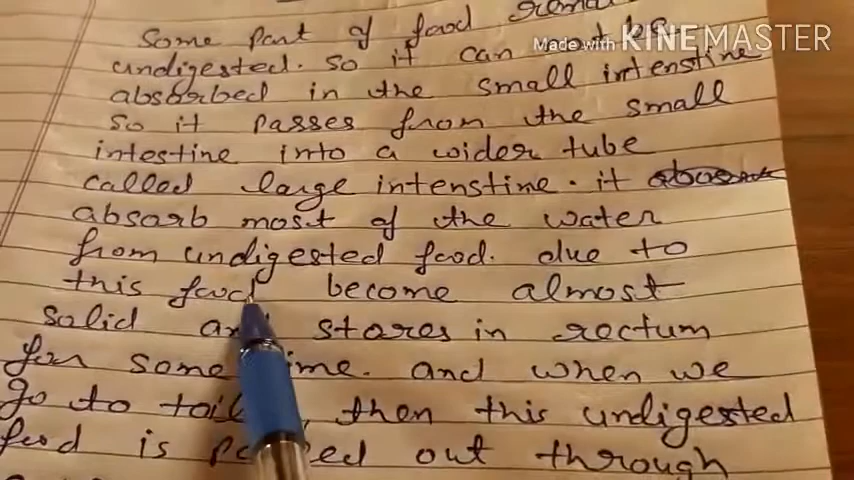 Some part of food
Made with KINEMASTER
undigested. so it can not be
absorbed in the small intenstine
so it passes from the small
intestine into a wider tube
called large intenstine. it
absorb most of the water
from undigested food. due to
this food become almost
solid stores in rectum
for some time. and when we
go to then this undigested
food is out through